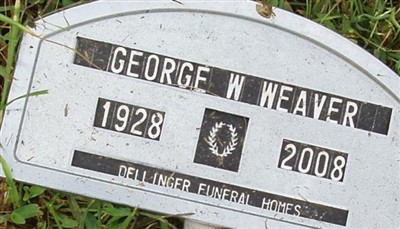 GEORGE W WEAVER
1928 2008
DELLINGER FUNERAL HOMES